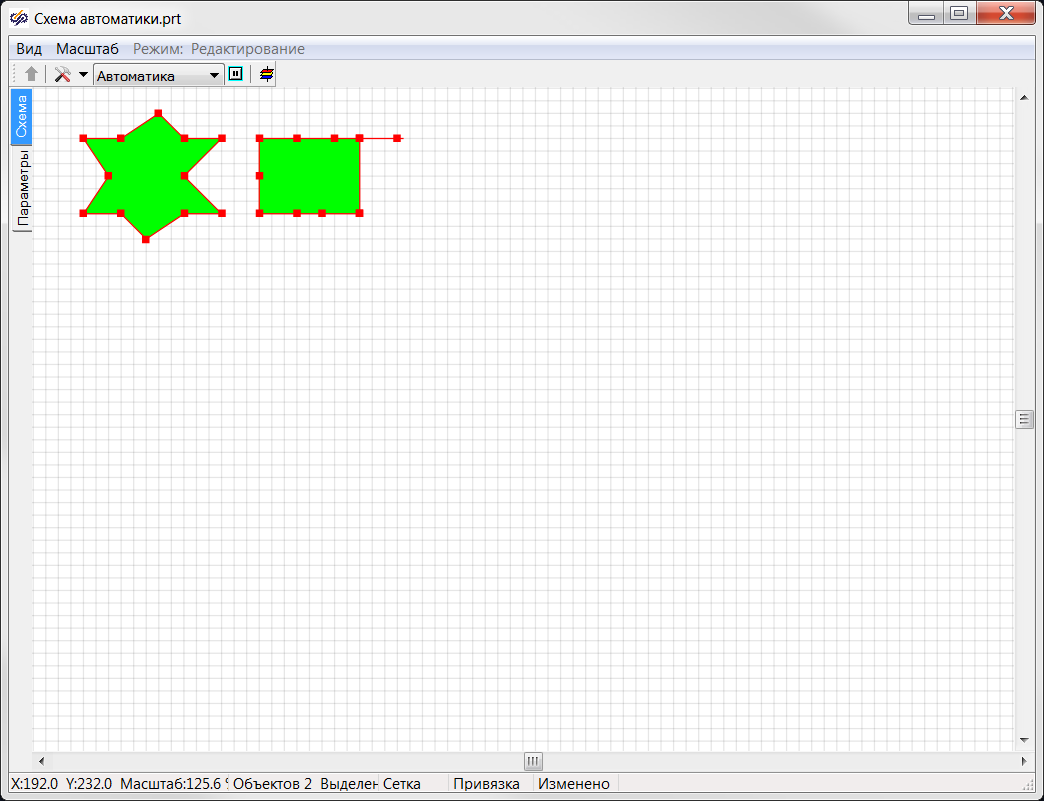 Схема автоматики.prt
Вид Масштаб Режим: Редактирование
Автоматика
Схема
Параметры
X:192.0 Y:232.0 Масштаб:125.6 % Объектов 2 Выделен Сетка Привязка Изменено